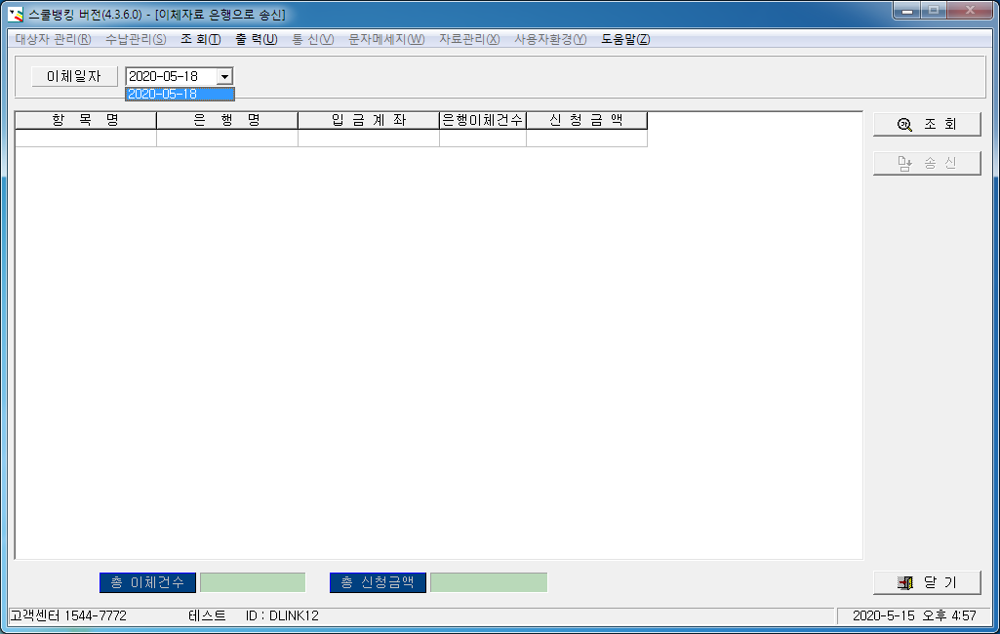 스쿨뱅킹 버전(4.3.6.0) - [이체자료 은행으로 송신]
대상자 관리(R) 수납관리(S) 조 회(T) 출 력(U) 통 신(V) 문자메세지(W) 자료관리(X) 사용자환경(Y) 도움말(Z)
이체일자 2020-05-18
2020-05-18
항 목 명 은 행 명 입 금 계 좌 은행이체건수 신 청 금 액
조 회
송 신
총 이체건수 총 신청금액
닫 기
고객센터 1544-7772 테스트 ID : DLINK12 2020-5-15 오후 4:57